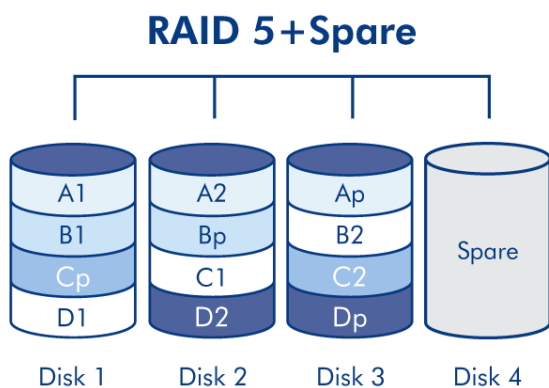 RAID 5+Spare
A1 A2 Ap
B1 Bp B2 Spare
Cp C1 C2
D1 D2 Dp
Disk 1 Disk 2 Disk 3 Disk 4